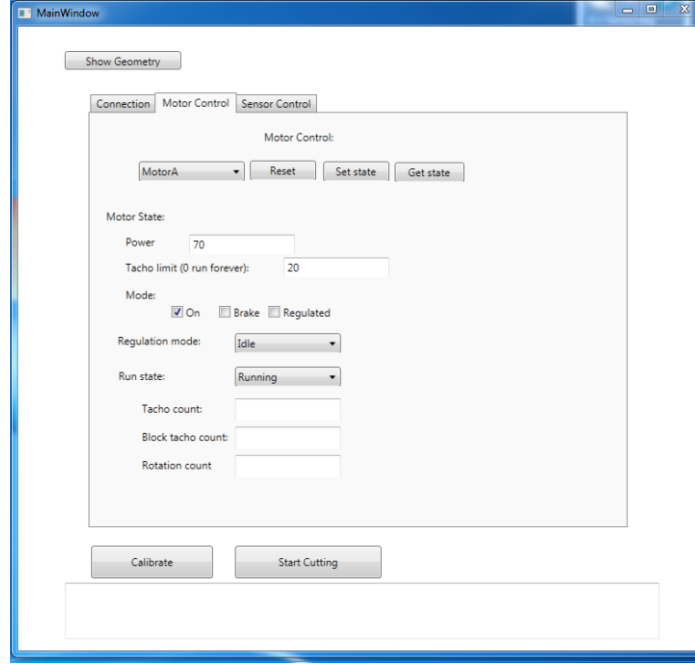 MainWindow
Show Geometry
Connection Motor Control Sensor Control
Motor Control:
MotorA Reset Set state Get state
Motor State:
Power 70
Tacho limit (0 run forever): 20
Mode:
On Brake Regulated
Regulation mode: Idle
Run state: Running
Tacho count:
Block tacho count:
Rotation count
Calibrate Start Cutting